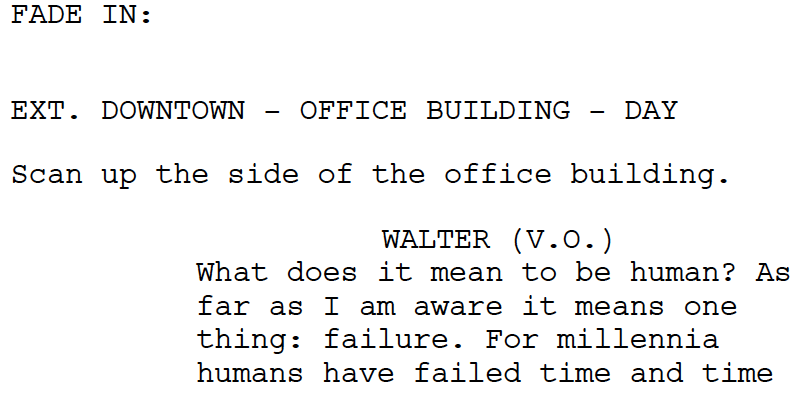 FADE IN:
EXT. DOWNTOWN – OFFICE BUILDING – DAY
Scan up the side of the office building.
WALTER (V.O.)
What does it mean to be human? As
far as I am aware it means one
thing: failure. For millennia
humans have failed time and time